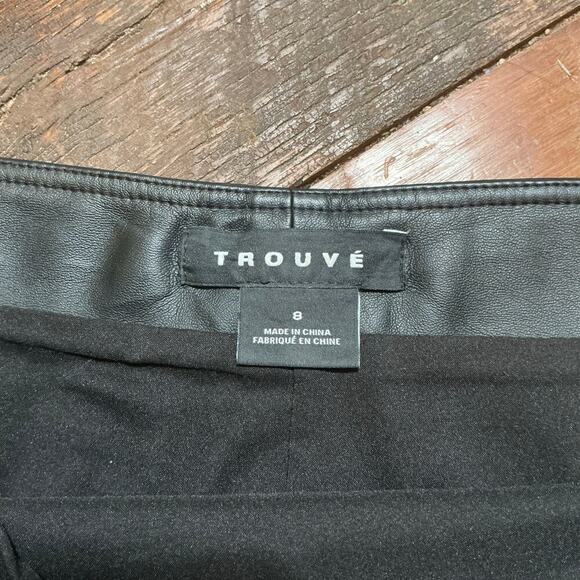 TROUVÉ
8
MADE IN CHINA
FABRIQUÉ EN CHINE